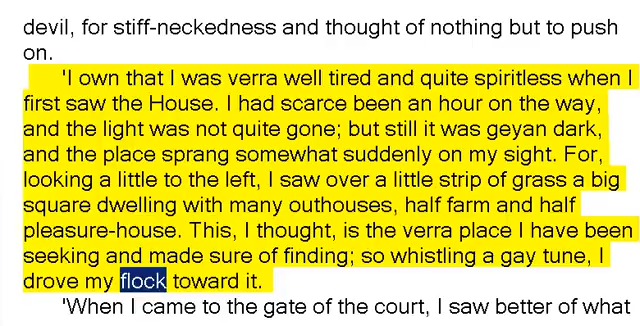 devil, for stiff-neckedness and thought of nothing but to push
on.
'I own that I was verra well tired and quite spiritless when I
first saw the House. I had scarce been an hour on the way,
and the light was not quite gone; but still it was geyan dark,
and the place sprang somewhat suddenly on my sight. For,
looking a little to the left, I saw over a little strip of grass a big
square dwelling with many outhouses, half farm and half
pleasure-house. This, I thought, is the verra place I have been
seeking and made sure of finding; so whistling a gay tune, I
drove my flock toward it.
'When I came to the gate of the court, I saw better of what